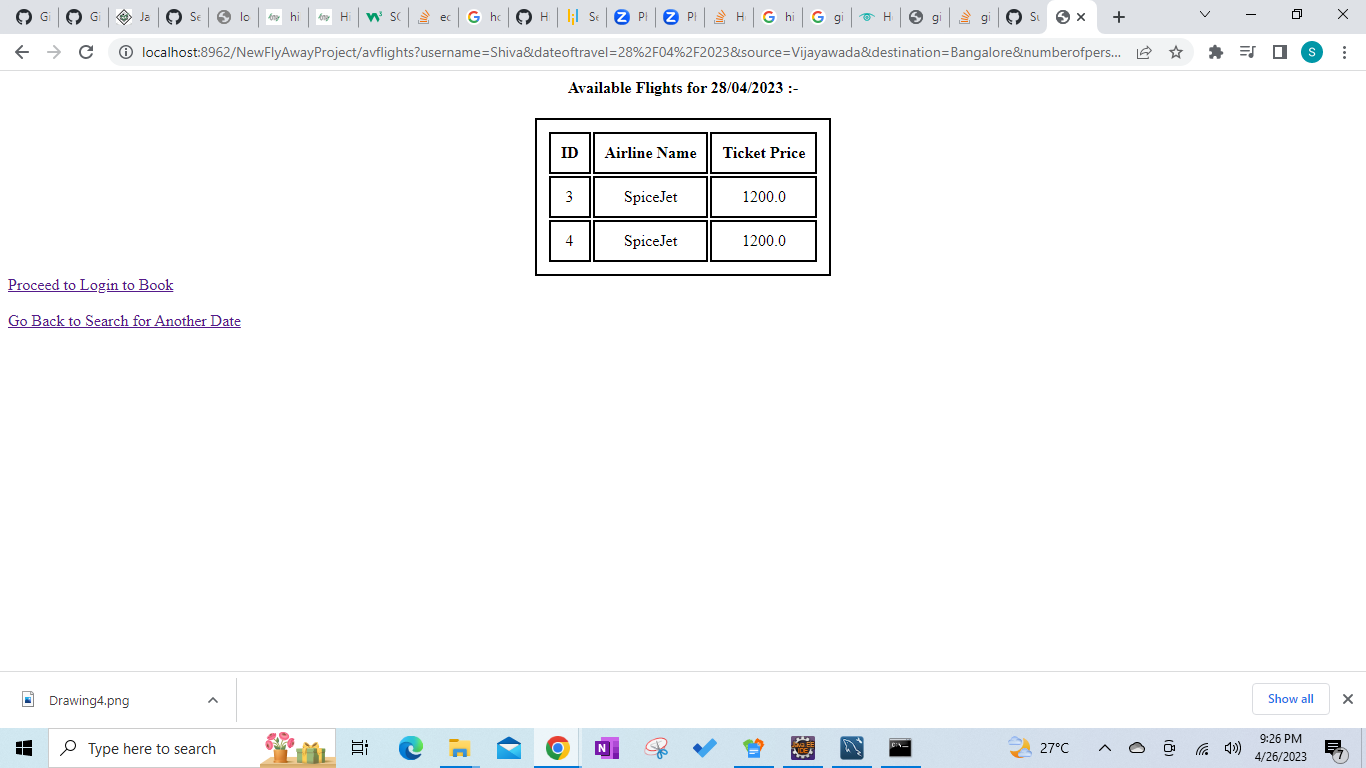 Gi
Gi
Ja
Se
lo
hi
Hi
SC
ec
ho
Hi
Se
Pl
Pl
Ho
hi
gi
Ho
gi
gi
Su
localhost:8962/NewFlyAwayProject/avflights?username=Shiva&dateoftravel=28%2F04%2F2023&source=Vijayawada&destination=Bangalore&numberofpers...
S
Available Flights for 28/04/2023 :-
ID Airline Name Ticket Price
3 SpiceJet 1200.0
4 SpiceJet 1200.0
Proceed to Login to Book
Go Back to Search for Another Date
Drawing4.png
Show all
Type here to search
27°C
9:26 PM
4/26/2023
7